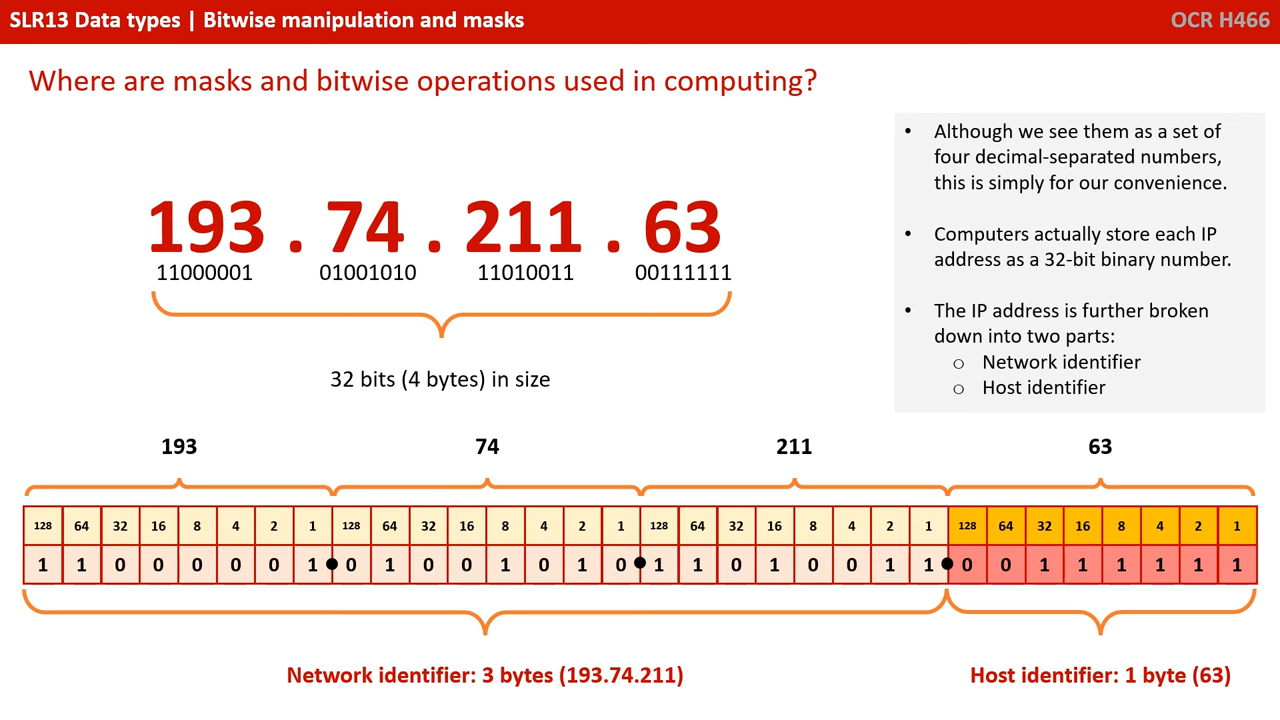 SLR13 Data types | Bitwise manipulation and masks
OCR H466
Where are masks and bitwise operations used in computing?
193 . 74 . 211 . 63
11000001 01001010 11010011 00111111
32 bits (4 bytes) in size
• Although we see them as a set of
four decimal-separated numbers,
this is simply for our convenience.
• Computers actually store each IP
address as a 32-bit binary number.
• The IP address is further broken
down into two parts:
o Network identifier
o Host identifier
193 74 211 63
128 64 32 16 8 4 2 1 128 64 32 16 8 4 2 1 128 64 32 16 8 4 2 1 128 64 32 16 8 4 2 1
1 1 0 0 0 0 0 1 • 0 1 0 0 1 0 1 0 • 1 1 0 1 0 0 1 1 • 0 0 1 1 1 1 1 1
Network identifier: 3 bytes (193.74.211)
Host identifier: 1 byte (63)